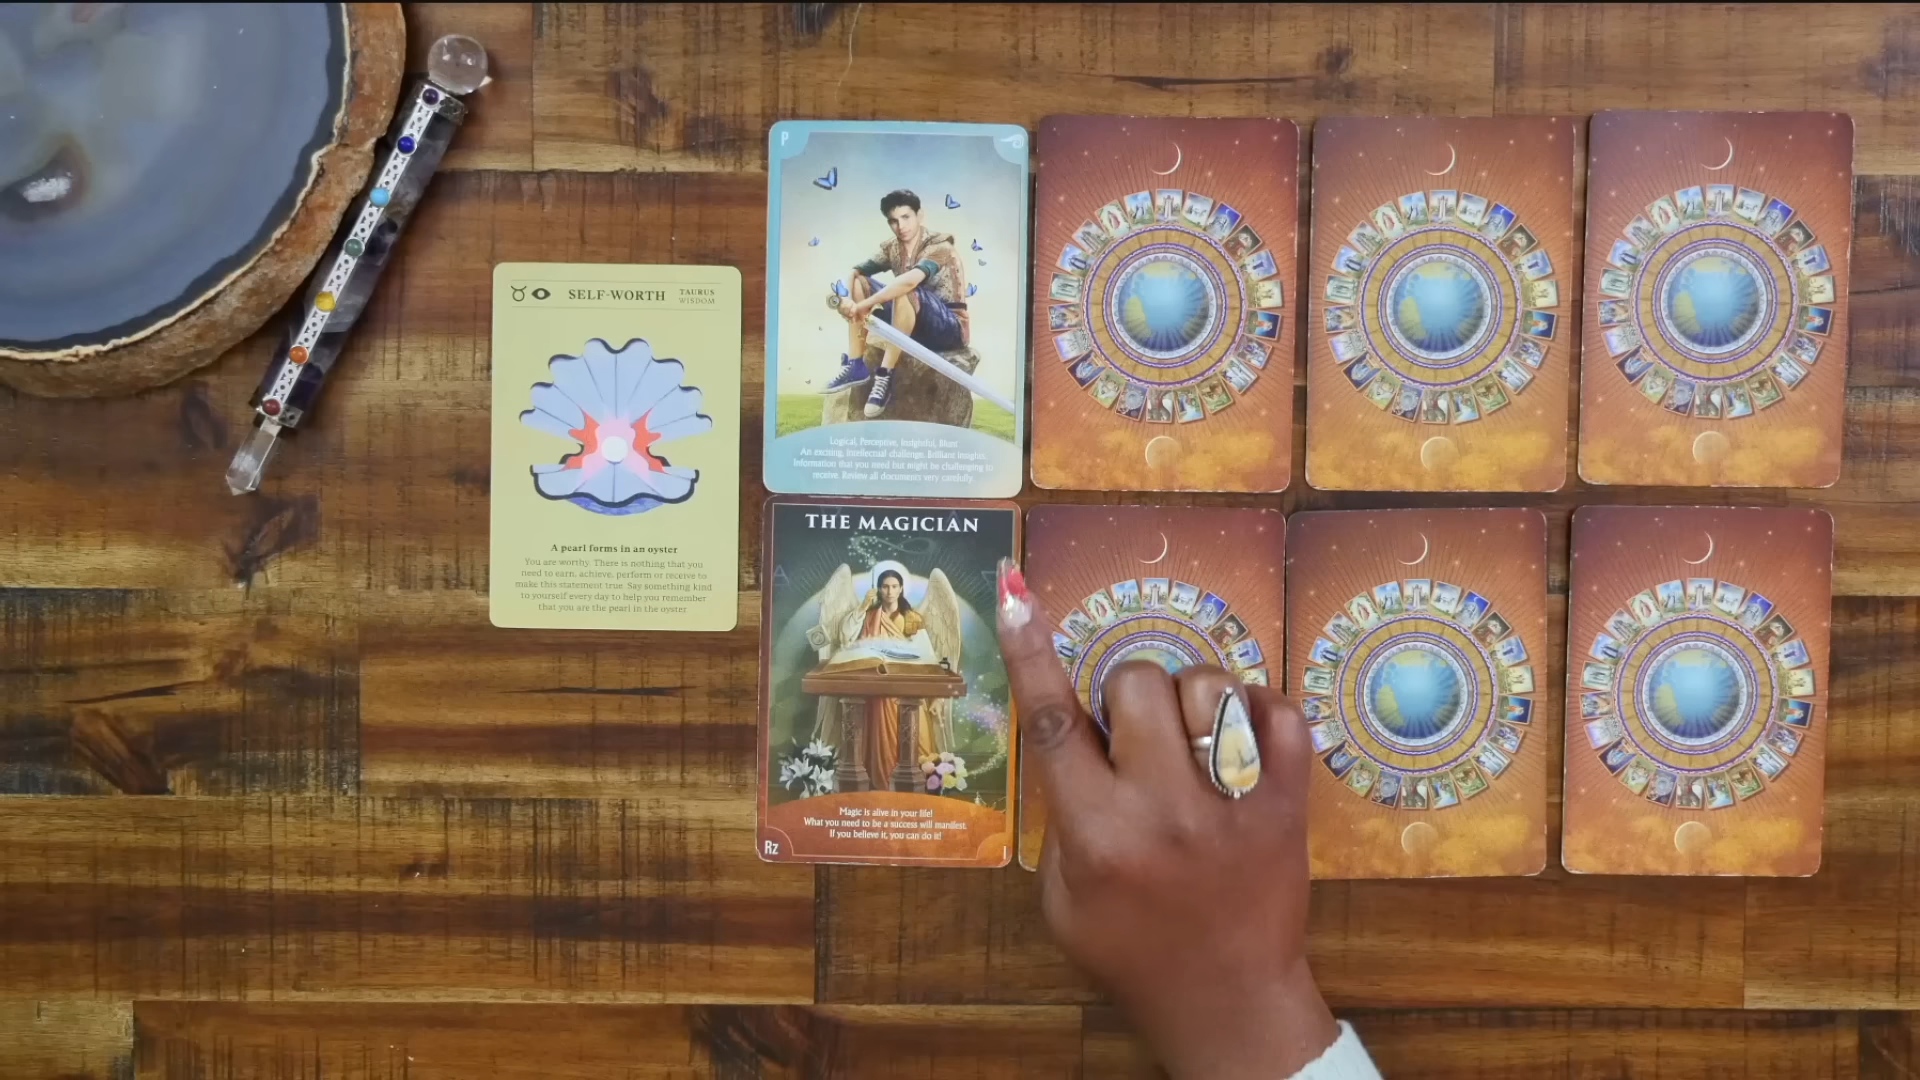 SELF-WORTH
TAURUS
WISDOM
A pearl forms in an oyster
You are worthy. There is nothing that you
need to earn, achieve, perform or receive to
make this statement true. Say something kind
to yourself every day to help you remember
that you are the pearl in the oyster
P
Logical, Perceptive, Insightful, Blunt
An exciting, intellectual challenge. Brilliant insights.
Information that you need but might be challenging to
receive. Review all documents very carefully.
THE MAGICIAN
Magic is alive in your life!
What you need to be a success will manifest.
If you believe it, you can do it!
Rz
I